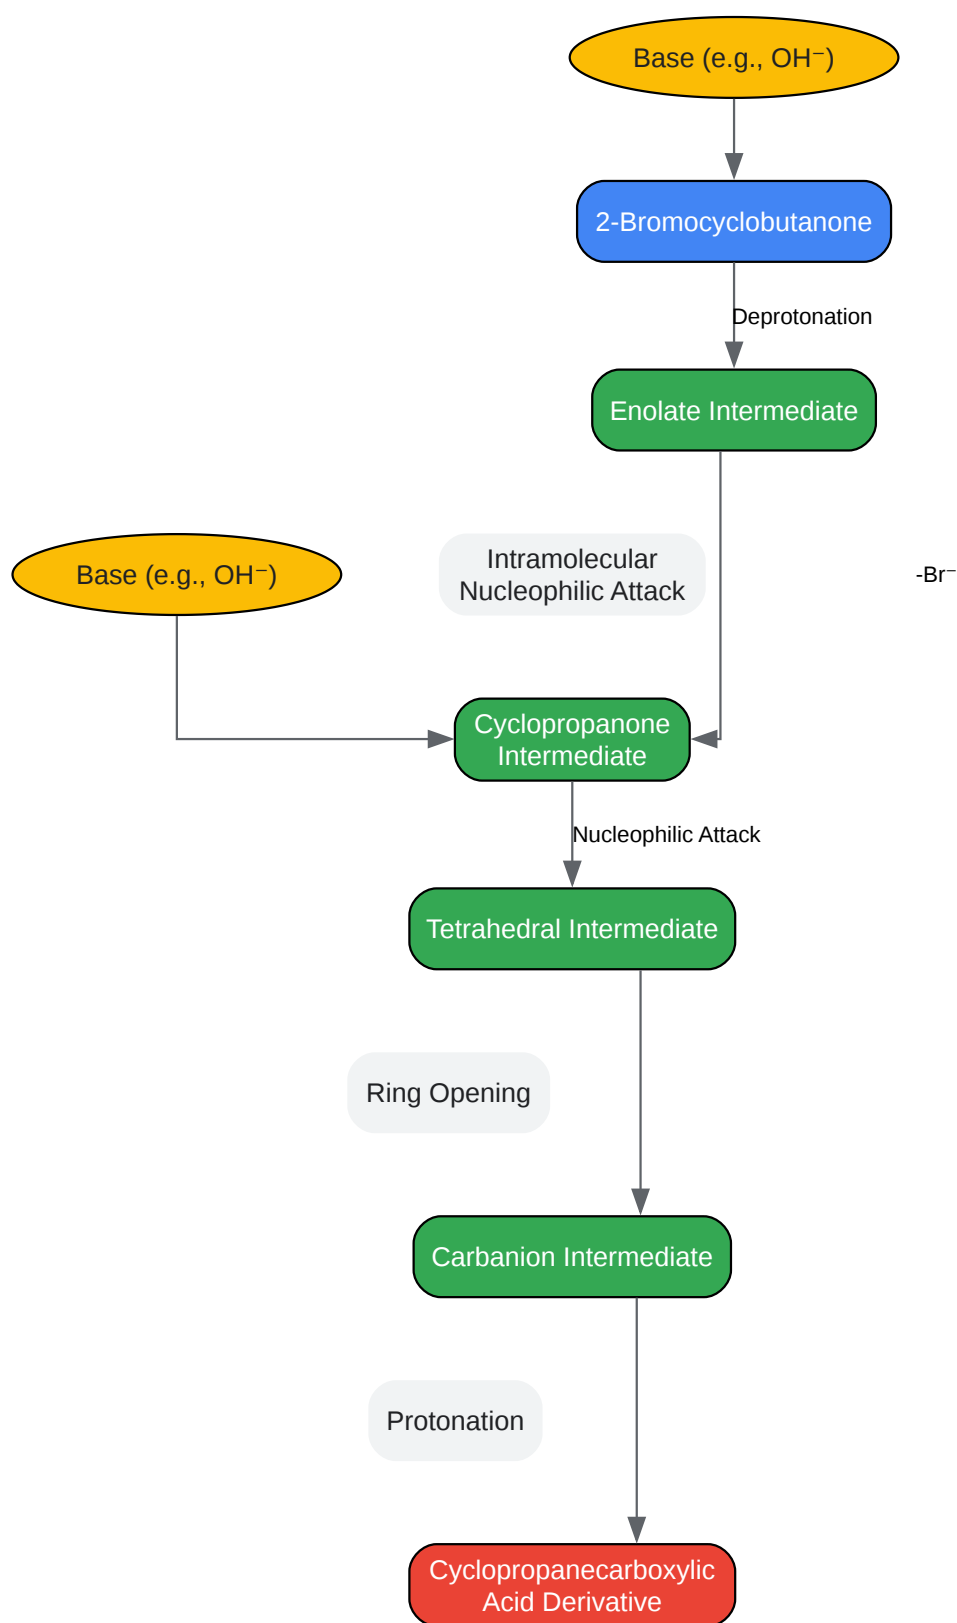 Base (e.g., OH⁻)
2-Bromocyclobutanone
Deprotonation
Enolate Intermediate
Intramolecular
Nucleophilic Attack
-Br⁻
Base (e.g., OH⁻)
Cyclopropanone
Intermediate
Nucleophilic Attack
Tetrahedral Intermediate
Ring Opening
Carbanion Intermediate
Protonation
Cyclopropanecarboxylic
Acid Derivative